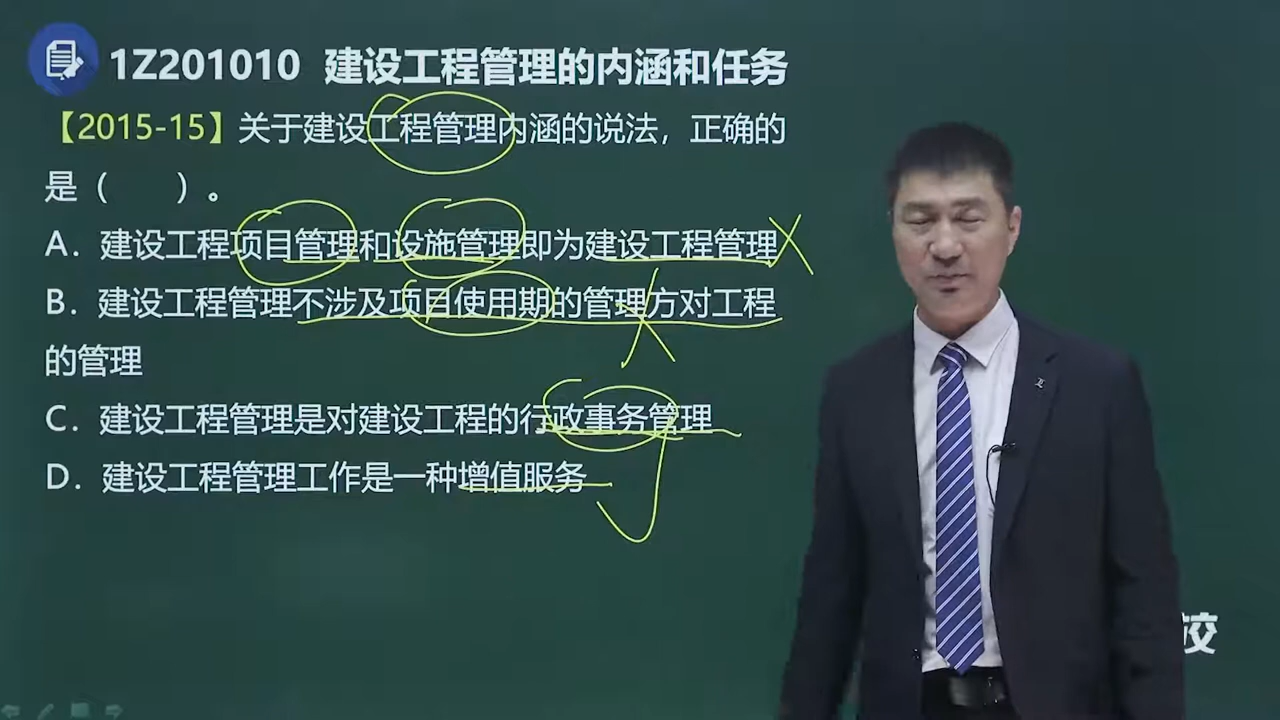 1Z201010 建设工程管理的内涵和任务
【2015-15】关于建设工程管理内涵的说法，正确的
是（ ）。
A．建设工程项目管理和设施管理即为建设工程管理
B．建设工程管理不涉及项目使用期的管理方对工程
的管理
C．建设工程管理是对建设工程的行政事务管理
D．建设工程管理工作是一种增值服务
校